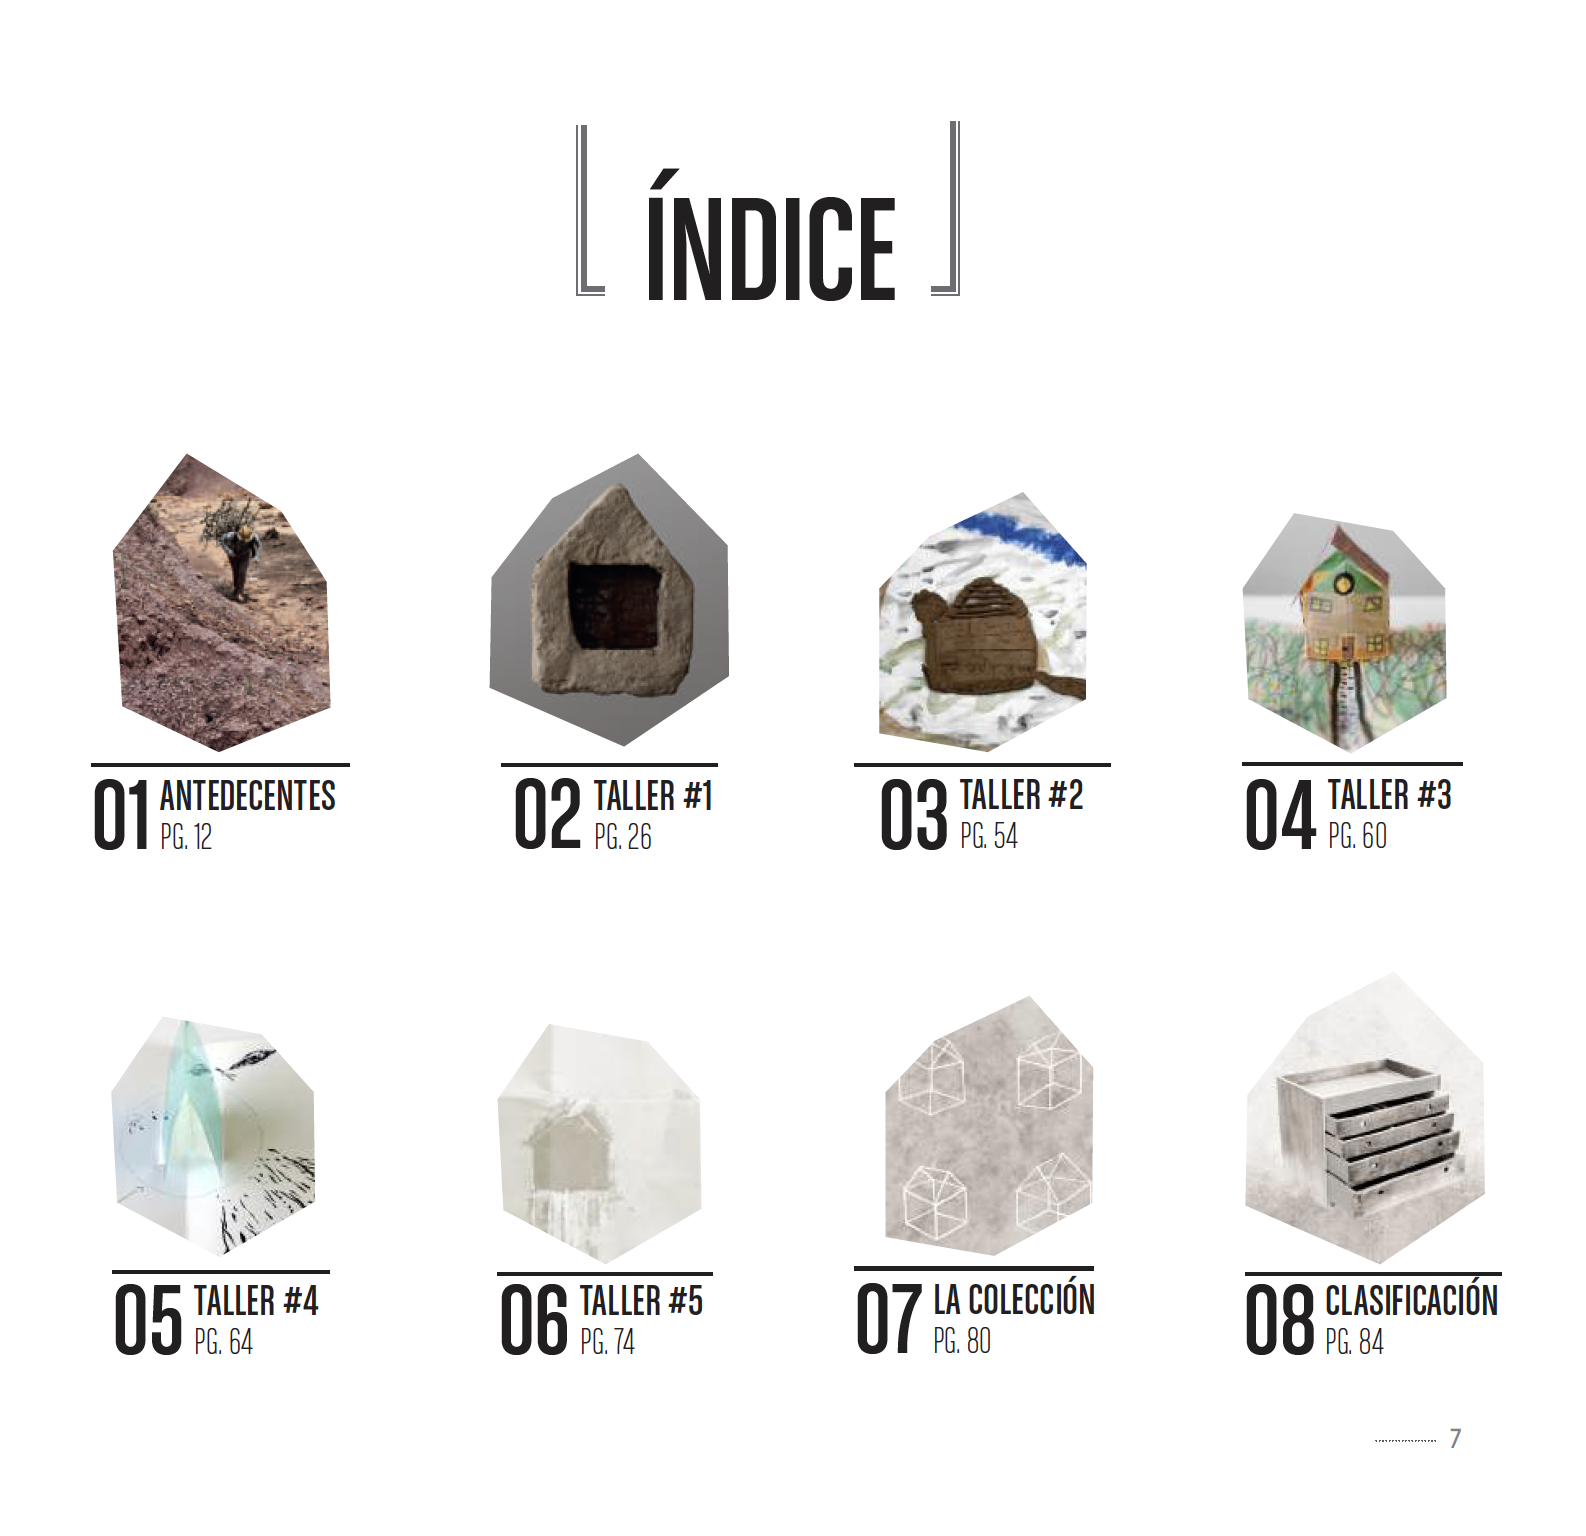 ÍNDICE
01 ANTEDECENTES
PG. 12
02 TALLER #1
PG. 26
03 TALLER #2
PG. 54
04 TALLER #3
PG. 60
05 TALLER #4
PG. 64
06 TALLER #5
PG. 74
07 LA COLECCIÓN
PG. 80
08 CLASIFICACIÓN
PG. 84
7